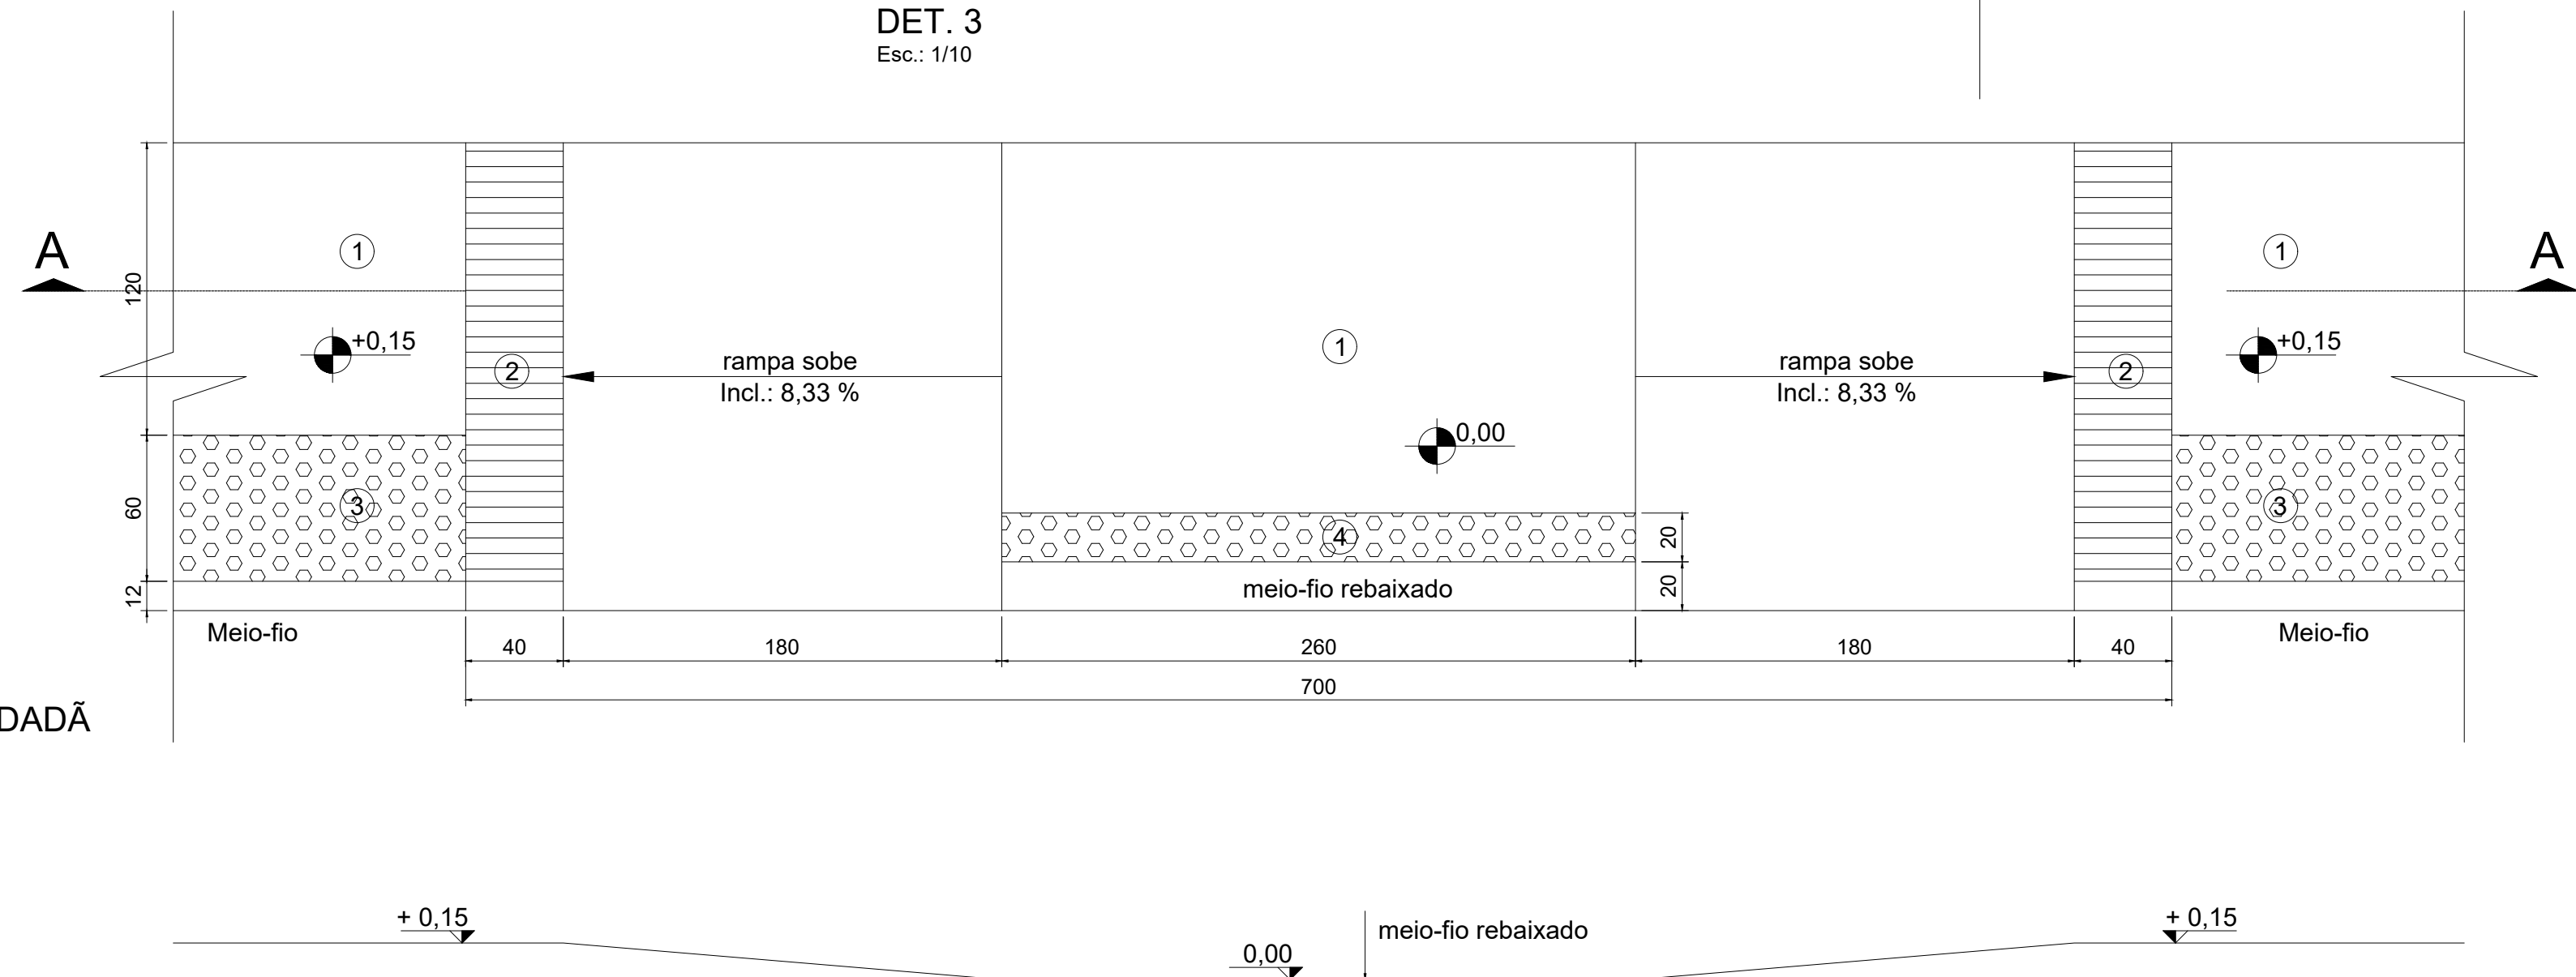 DET. 3
Esc.: 1/10
A
A
1
1
120
+0,15
+0,15
1
2
2
rampa sobe
Incl.: 8,33 %
rampa sobe
Incl.: 8,33 %
0,00
60
3
3
4
20
12
meio-fio rebaixado
20
Meio-fio
Meio-fio
40
180
260
180
40
700
DADÃ
+ 0,15
+ 0,15
meio-fio rebaixado
0,00